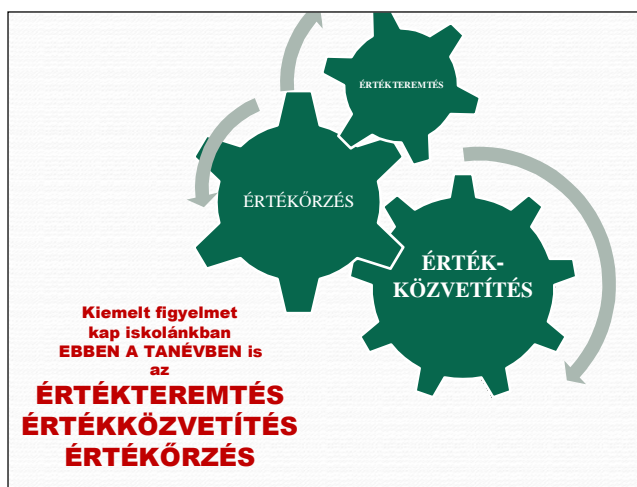 ÉRTÉKTEREMTÉS
ÉRTÉKŐRZÉS
ÉRTÉK-
KÖZVETÍTÉS
Kiemelt figyelmet
kap iskolánkban
EBBEN A TANÉVBEN is
az
ÉRTÉKTEREMTÉS
ÉRTÉKKÖZVETÍTÉS
ÉRTÉKŐRZÉS